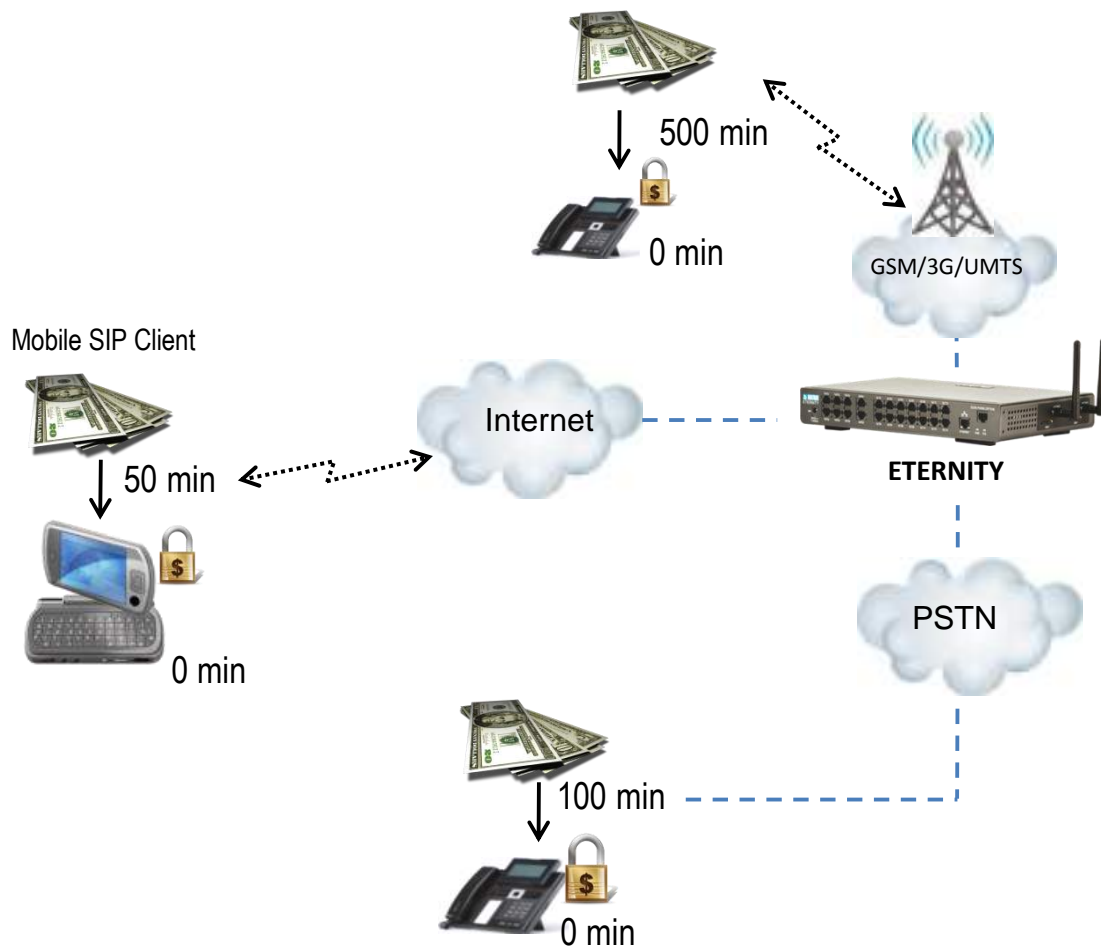 500 min
0 min
GSM/3G/UMTS
Mobile SIP Client
Internet
50 min
ETERNITY
0 min
PSTN
100 min
0 min